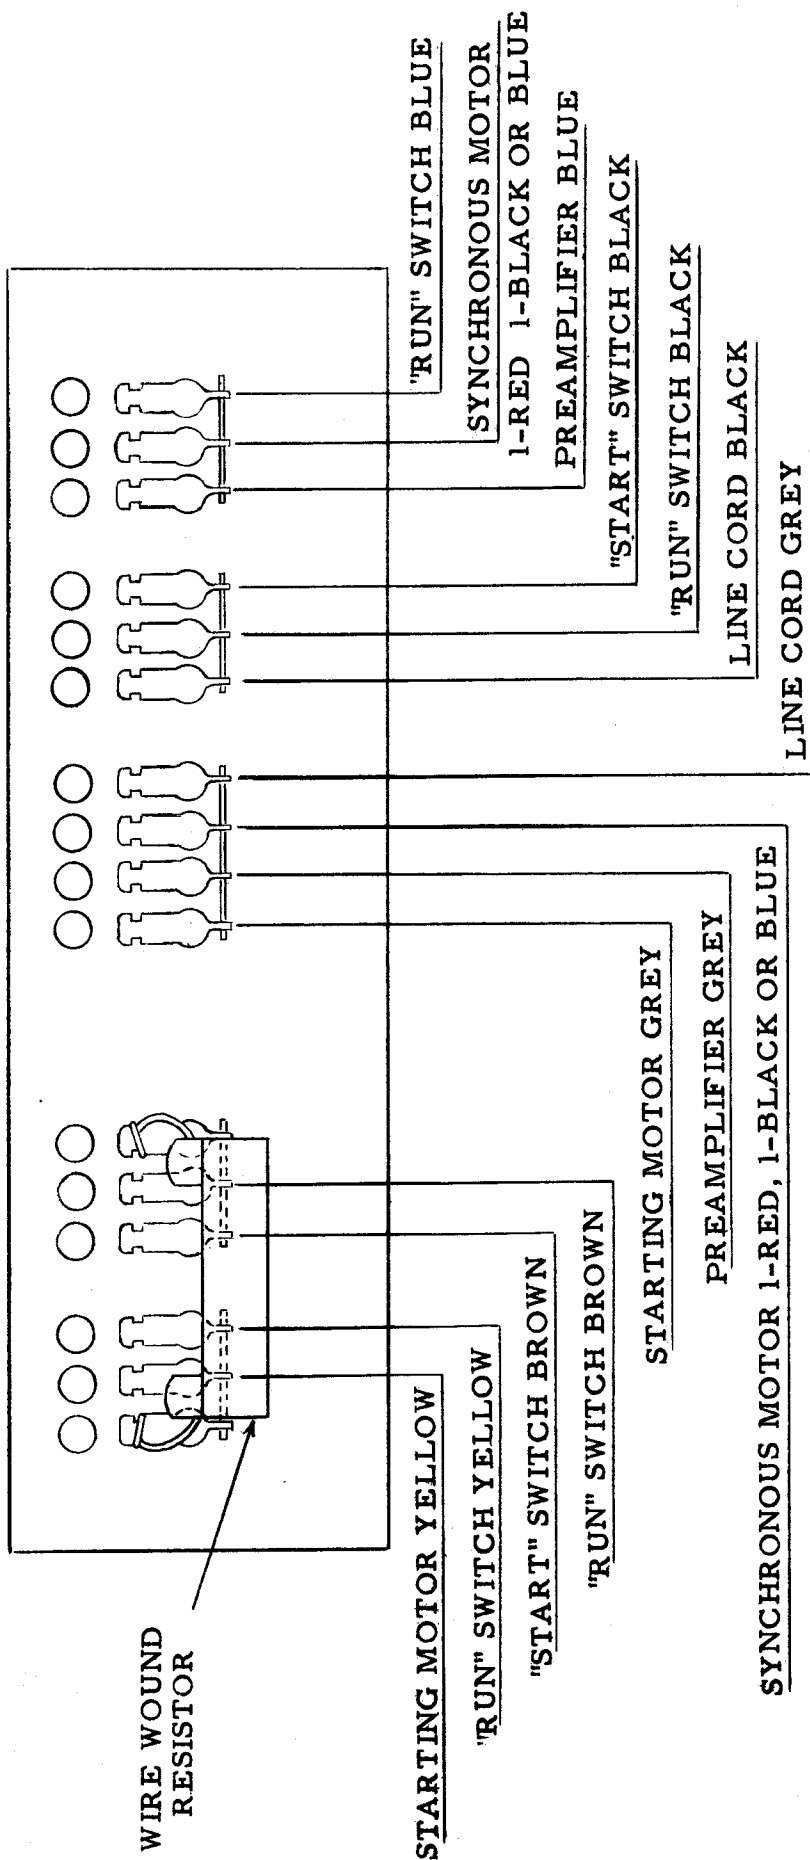 WIRE WOUND
RESISTOR
STARTING MOTOR YELLOW
"RUN" SWITCH YELLOW
"START" SWITCH BROWN
"RUN" SWITCH BROWN
STARTING MOTOR GREY
PREAMPLIFIER GREY
SYNCHRONOUS MOTOR 1-RED, 1-BLACK OR BLUE
LINE CORD GREY
LINE CORD BLACK
"RUN" SWITCH BLACK
"START" SWITCH BLACK
PREAMPLIFIER BLUE
SYNCHRONOUS MOTOR
1-RED 1-BLACK OR BLUE
"RUN" SWITCH BLUE